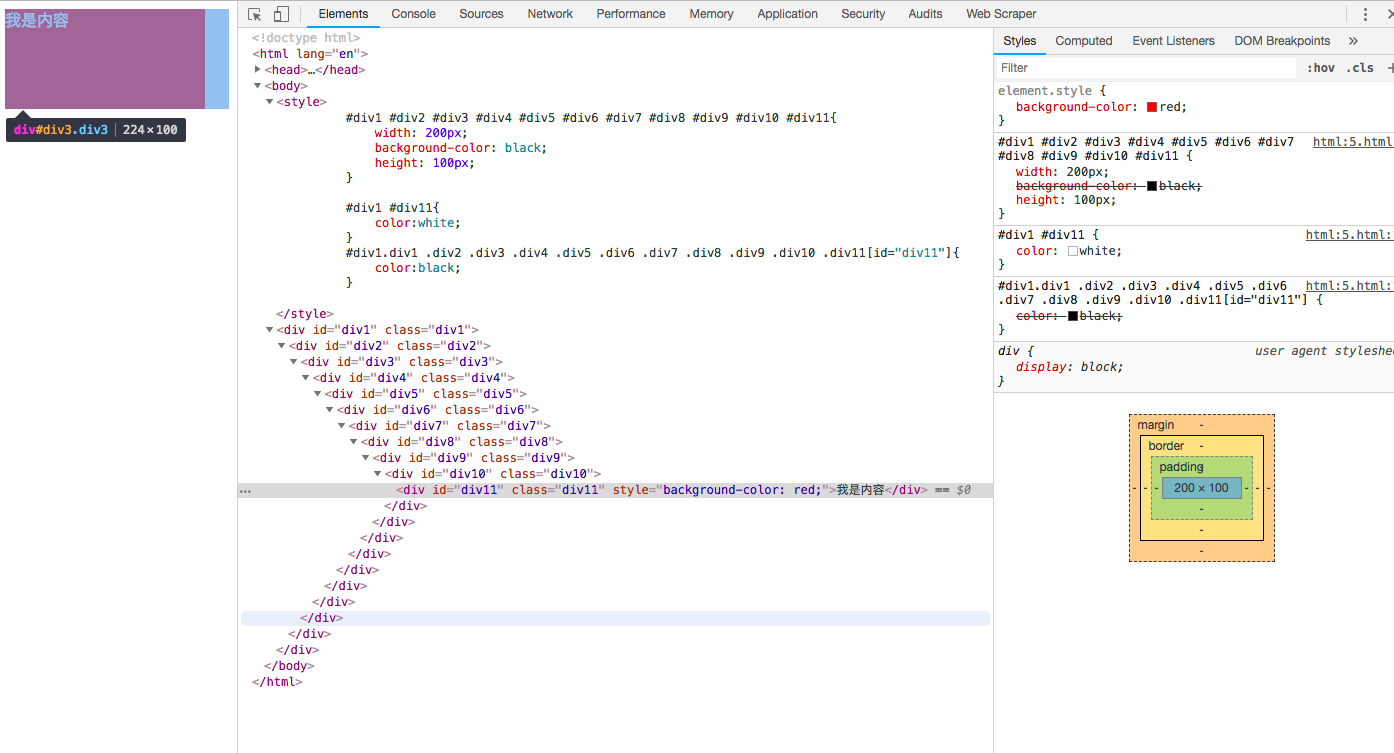 我是内容
div#div3.div3 | 224 × 100
Elements Console Sources Network Performance Memory Application Security Audits Web Scraper
<!doctype html>
<html lang="en">
<head>…</head>
<body>
<style>
#div1 #div2 #div3 #div4 #div5 #div6 #div7 #div8 #div9 #div10 #div11{
width: 200px;
background-color: black;
height: 100px;
}
#div1 #div11{
color:white;
}
#div1.div1 .div2 .div3 .div4 .div5 .div6 .div7 .div8 .div9 .div10 .div11[id="div11"]{
color:black;
}
</style>
<div id="div1" class="div1">
<div id="div2" class="div2">
<div id="div3" class="div3">
<div id="div4" class="div4">
<div id="div5" class="div5">
<div id="div6" class="div6">
<div id="div7" class="div7">
<div id="div8" class="div8">
<div id="div9" class="div9">
<div id="div10" class="div10">
<div id="div11" class="div11" style="background-color: red;">我是内容</div> == $0
</div>
</div>
</div>
</div>
</div>
</div>
</div>
</div>
</div>
</div>
</body>
</html>
Styles Computed Event Listeners DOM Breakpoints »
Filter :hov .cls +
element.style {
background-color: red;
}
#div1 #div2 #div3 #div4 #div5 #div6 #div7 html:5.html:
#div8 #div9 #div10 #div11 {
width: 200px;
background-color: black;
height: 100px;
}
#div1 #div11 { html:5.html:
color: white;
}
#div1.div1 .div2 .div3 .div4 .div5 .div6 html:5.html:
.div7 .div8 .div9 .div10 .div11[id="div11"] {
color: black;
}
div { user agent styleshe
display: block;
}
margin -
border -
padding
- - - 200 × 100 - - -
-
-
-